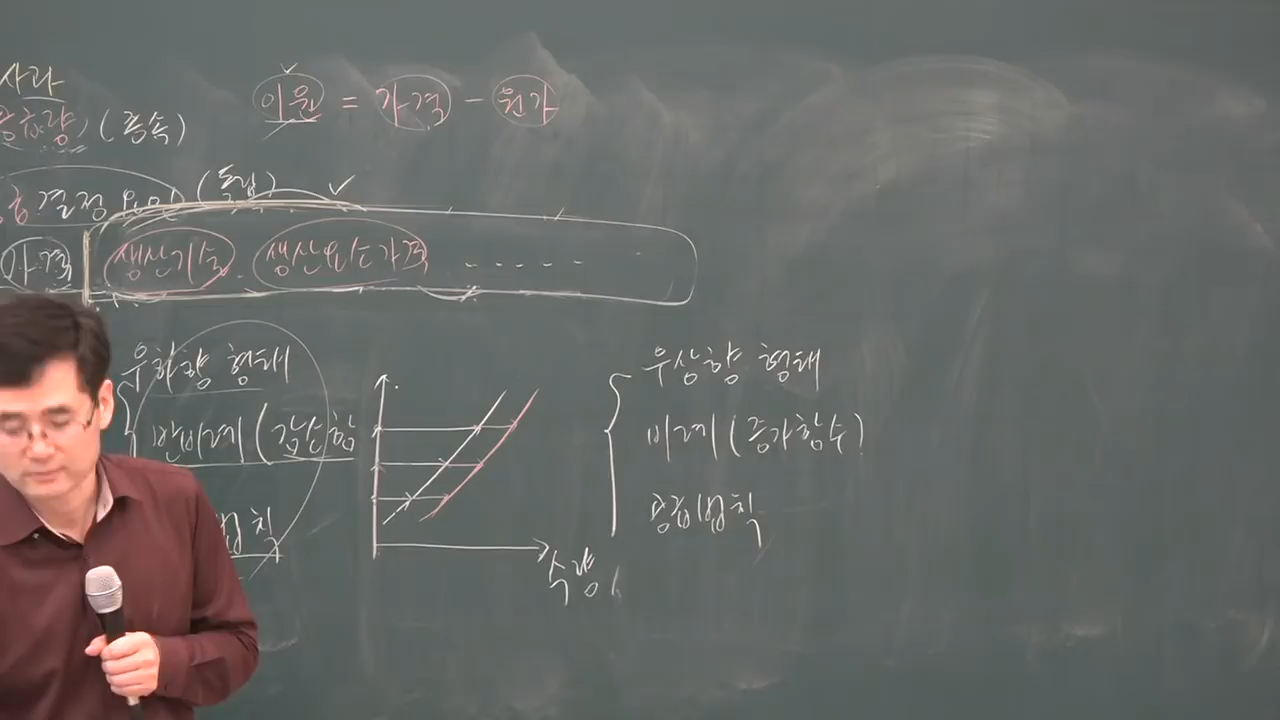 사라
이윤 = 가격 - 원가
공급량) (종속)
결정요인 (독립)
가격 생산기술. 생산요소가격 ......
우하향 형태
반비례 (감소함
법칙
수량 (
우상향 형태
비례 (증가함수)
공급법칙